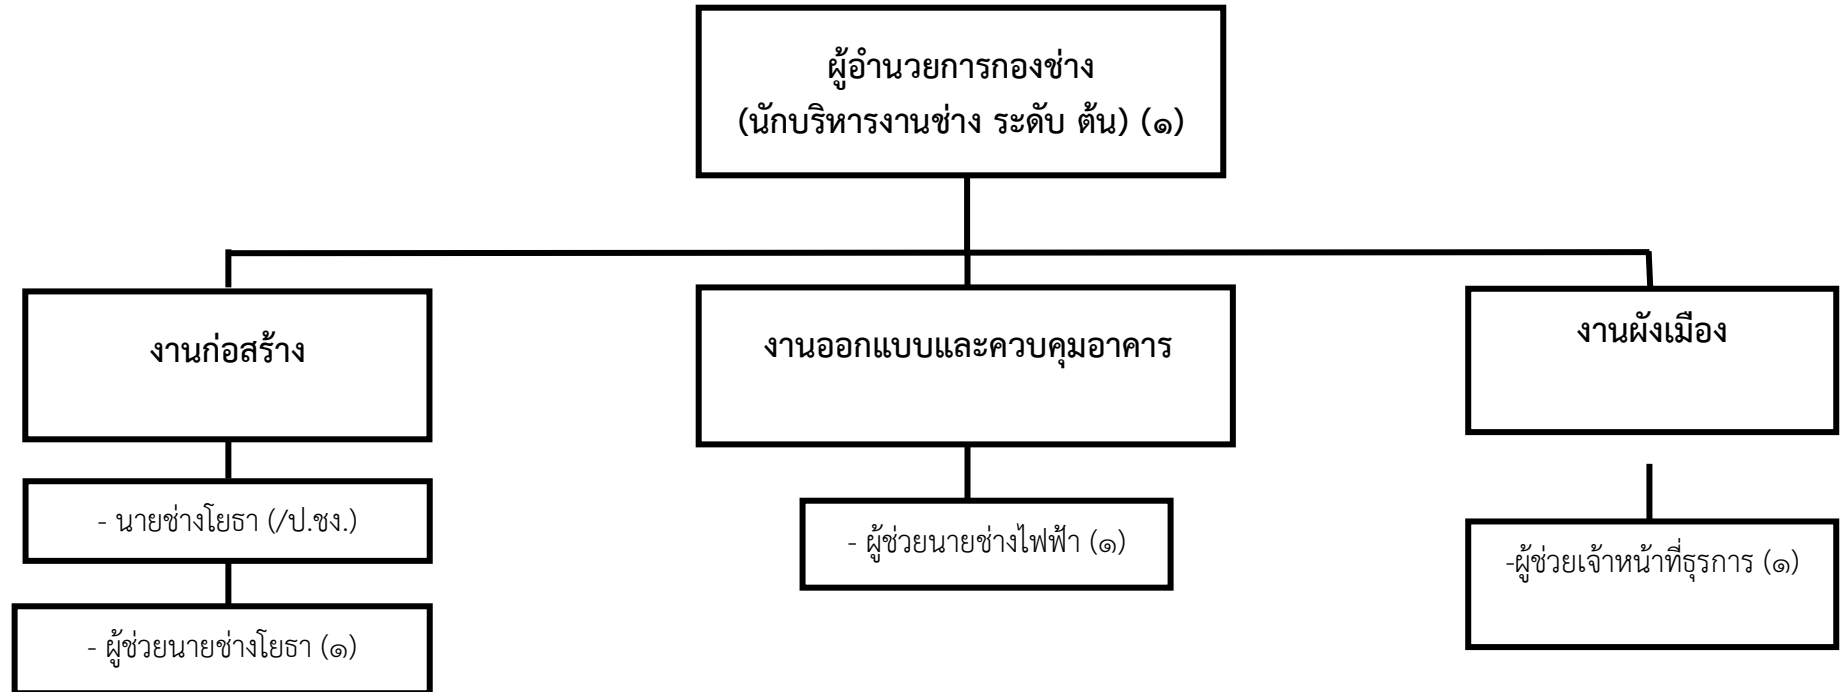 ผู้อำนวยการกองช่าง
(นักบริหารงานช่าง ระดับ ต้น) (๑)
งานก่อสร้าง
งานออกแบบและควบคุมอาคาร
งานผังเมือง
- นายช่างโยธา (/ป.ชง.)
- ผู้ช่วยนายช่างไฟฟ้า (๑)
-ผู้ช่วยเจ้าหน้าที่ธุรการ (๑)
- ผู้ช่วยนายช่างโยธา (๑)